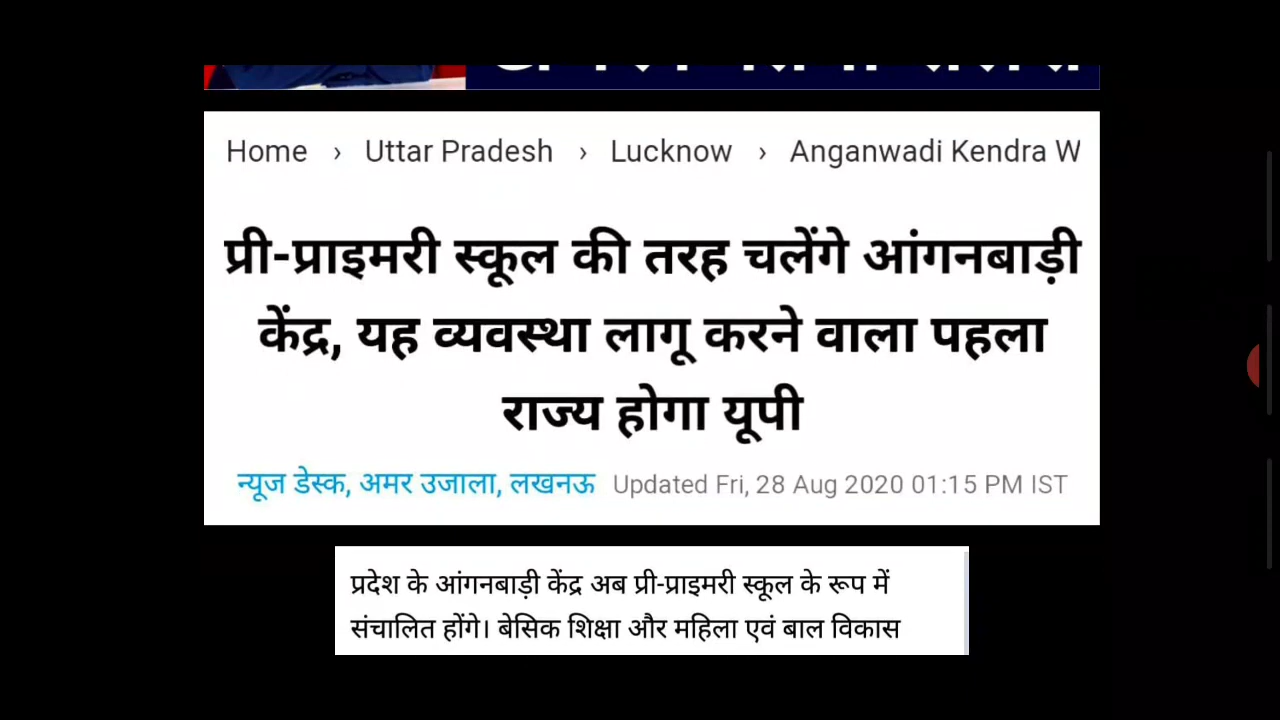 Home › Uttar Pradesh › Lucknow › Anganwadi Kendra W
प्री-प्राइमरी स्कूल की तरह चलेंगे आंगनबाड़ी
केंद्र, यह व्यवस्था लागू करने वाला पहला
राज्य होगा यूपी
न्यूज डेस्क, अमर उजाला, लखनऊ Updated Fri, 28 Aug 2020 01:15 PM IST
प्रदेश के आंगनबाड़ी केंद्र अब प्री-प्राइमरी स्कूल के रूप में
संचालित होंगे। बेसिक शिक्षा और महिला एवं बाल विकास